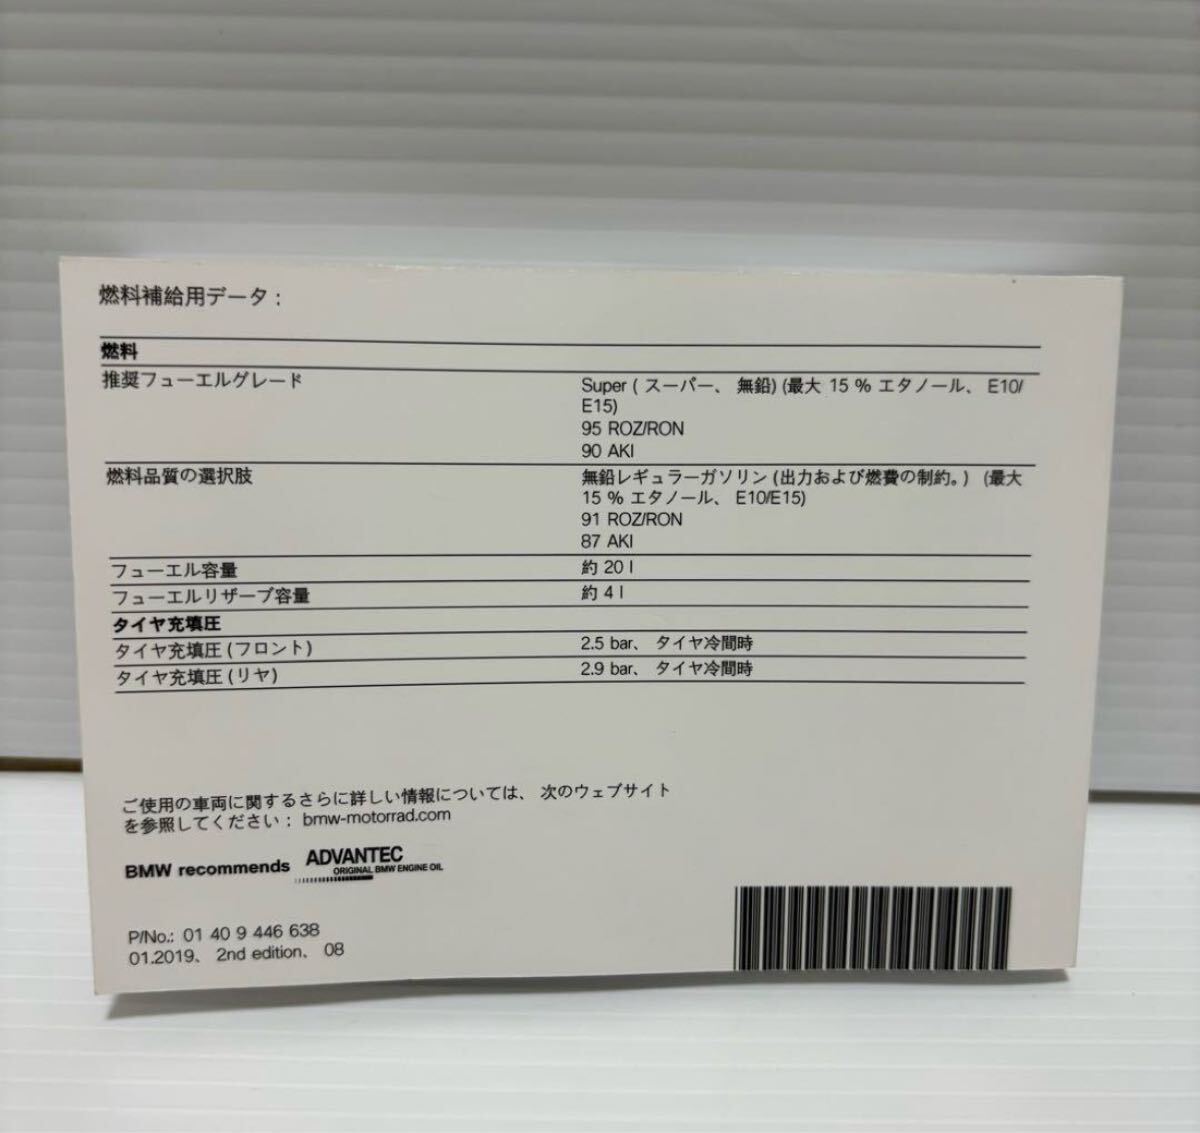 燃料補給用データ：
燃料
推奨フューエルグレード
Super ( スーパー、 無鉛) (最大 15 % エタノール、 E10/
E15)
95 ROZ/RON
90 AKI
燃料品質の選択肢
無鉛レギュラーガソリン (出力および燃費の制約。) (最大
15 % エタノール、 E10/E15)
91 ROZ/RON
87 AKI
フューエル容量 約 20 l
フューエルリザーブ容量 約 4 l
タイヤ充填圧
タイヤ充填圧 (フロント) 2.5 bar、 タイヤ冷間時
タイヤ充填圧 (リヤ) 2.9 bar、 タイヤ冷間時
ご使用の車両に関するさらに詳しい情報については、 次のウェブサイト
を参照してください： bmw-motorrad.com
BMW recommends ADVANTEC
ORIGINAL BMW ENGINE OIL
P/No.: 01 40 9 446 638
01.2019、 2nd edition、 08